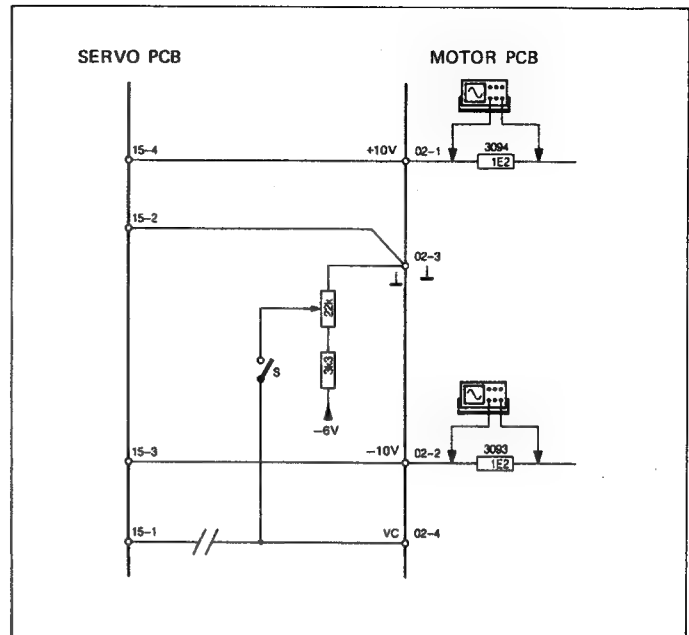 SERVO PCB
MOTOR PCB
15-4
+10V
02-1
3094
1E2
15-2
02-3
22k
3k3
S
-6V
15-3
-10V
02-2
3093
1E2
15-1
VC
02-4